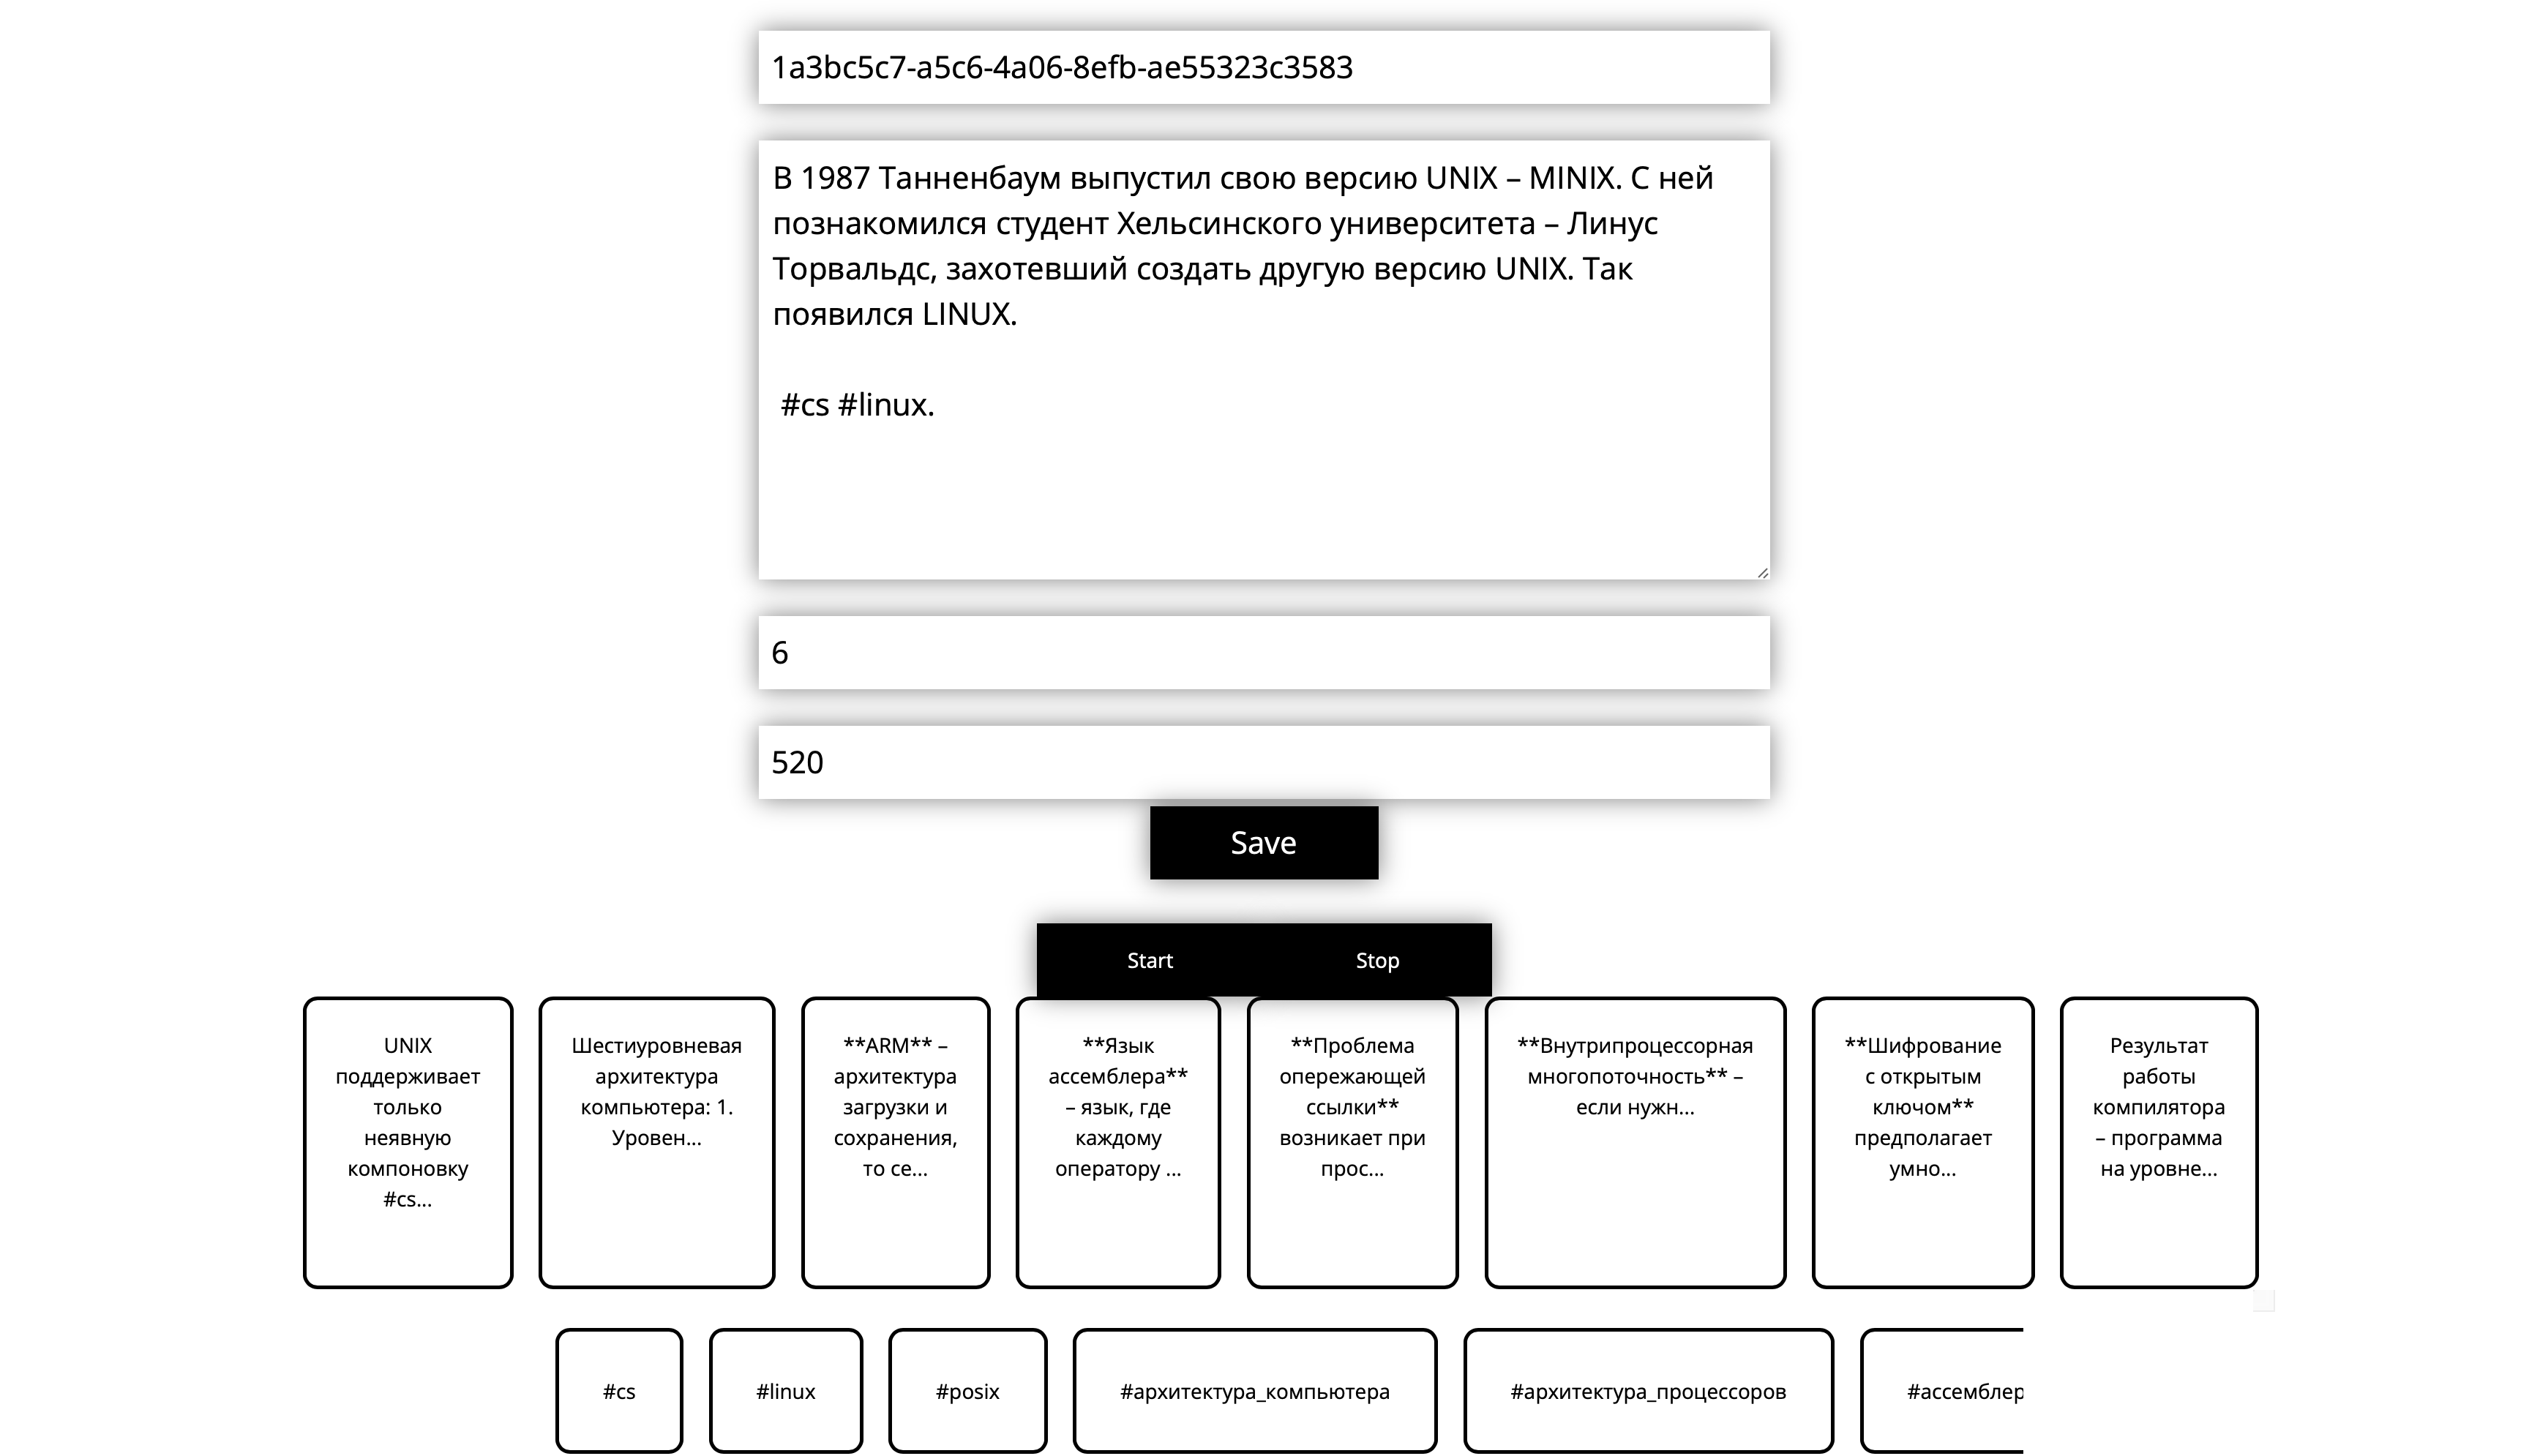 1a3bc5c7-a5c6-4a06-8efb-ae55323c3583
В 1987 Танненбаум выпустил свою версию UNIX – MINIX. С ней
познакомился студент Хельсинского университета – Линус
Торвальдс, захотевший создать другую версию UNIX. Так
появился LINUX.
#cs #linux.
6
520
Save
Start
Stop
UNIX
поддерживает
только
неявную
компоновку
#cs...
Шестиуровневая
архитектура
компьютера: 1.
Уровен...
**ARM** –
архитектура
загрузки и
сохранения,
то се...
**Язык
ассемблера**
– язык, где
каждому
оператору ...
**Проблема
опережающей
ссылки**
возникает при
прос...
**Внутрипроцессорная
многопоточность** –
если нужн...
**Шифрование
с открытым
ключом**
предполагает
умно...
Результат
работы
компилятора
– программа
на уровне...
#cs
#linux
#posix
#архитектура_компьютера
#архитектура_процессоров
#ассемблер